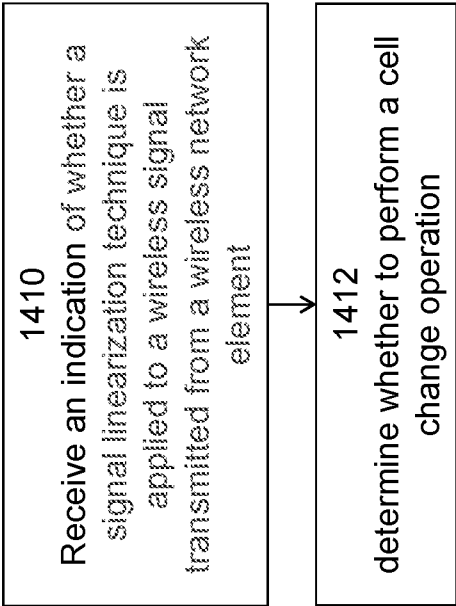 1410
Receive an indication of whether a
signal linearization technique is
applied to a wireless signal
transmitted from a wireless network
element
1412
determine whether to perform a cell
change operation